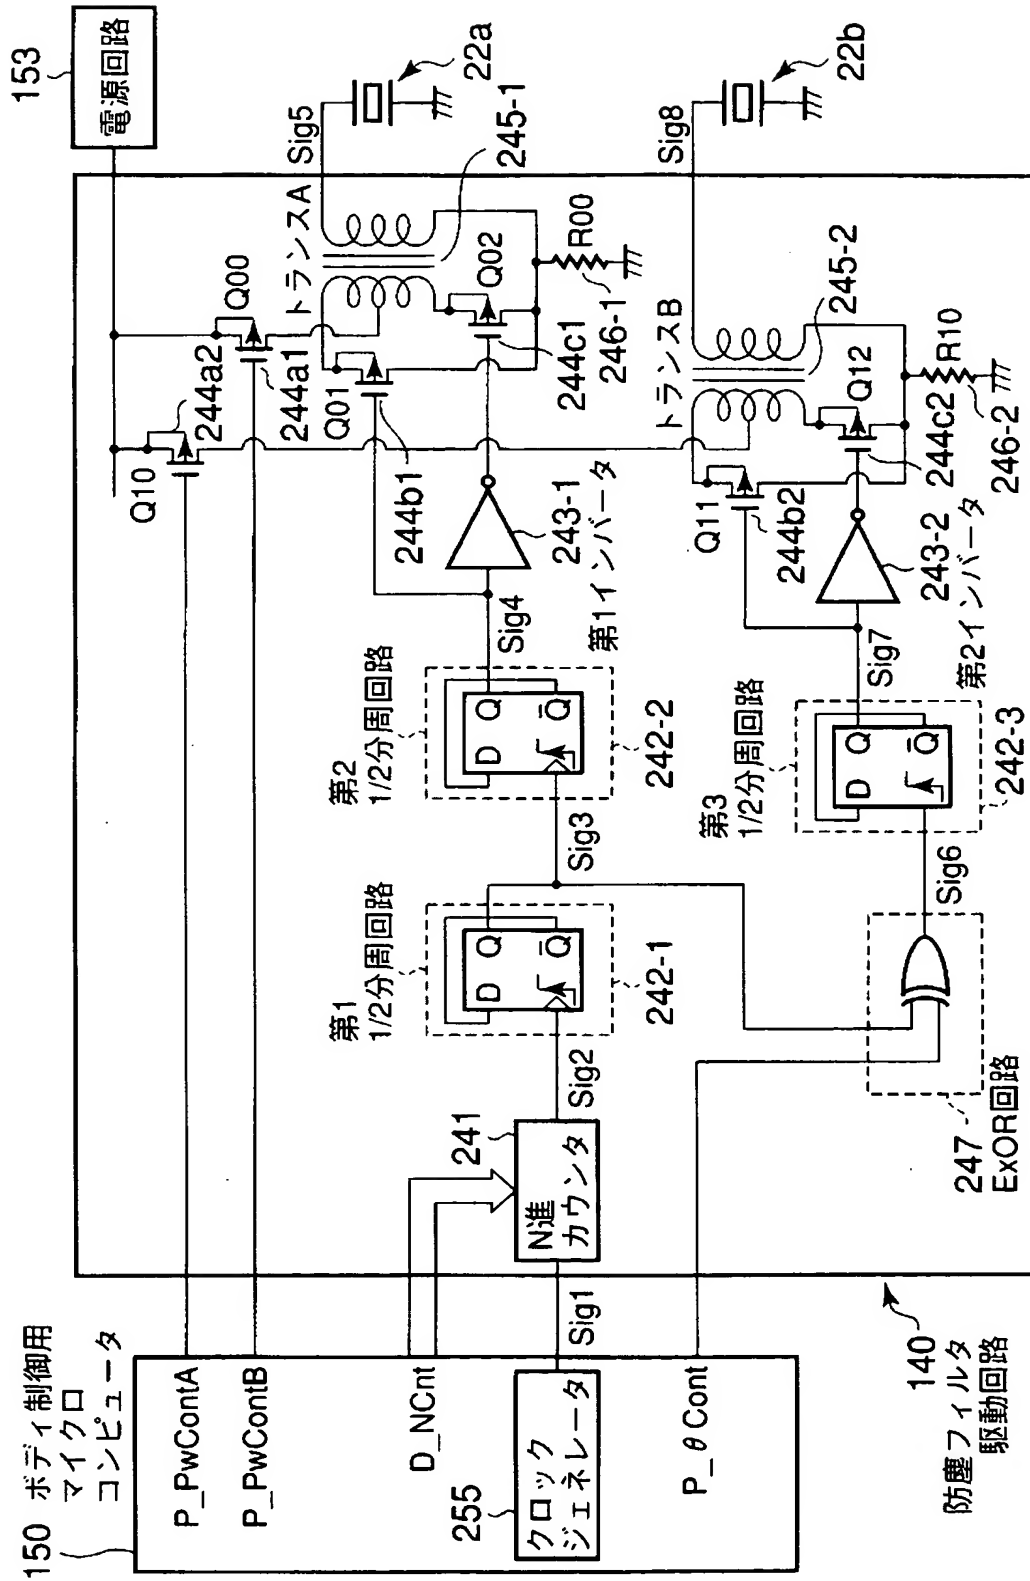 150 ボディ制御用
マイクロ
コンピュータ
P_PwContA
P_PwContB
D_NCnt
255
クロック
ジェネレータ
P_θCont
Sig1
140
防塵フィルタ
駆動回路
241
N進
カウンタ
Sig2
第1
1/2分周回路
D
Q
Q̅
242-1
Sig3
247
ExOR回路
Sig6
第2
1/2分周回路
D
Q
Q̅
242-2
第3
1/2分周回路
D
Q
Q̅
242-3
Sig4
243-1
第1インバータ
Sig7
243-2
第2インバータ
Q10
244a2
Q00
244a1
Q01
244b1
トランスA
Q02
244c1
246-1
R00
245-1
Sig5
22a
Q11
244b2
トランスB
Q12
244c2
246-2
R10
245-2
Sig8
22b
153
電源回路